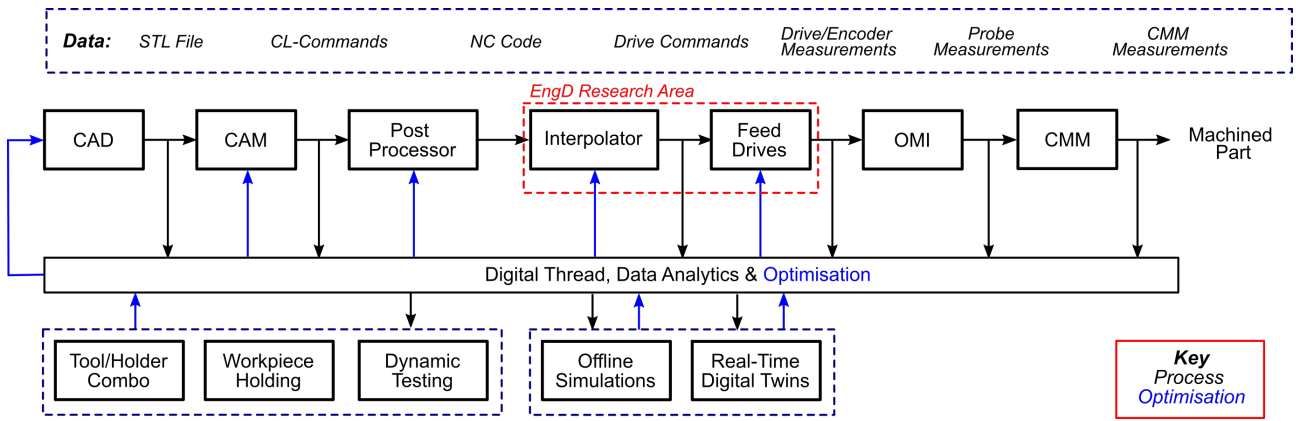 Data:
STL File
CL-Commands
NC Code
Drive Commands
Drive/Encoder
Measurements
Probe
Measurements
CMM
Measurements
EngD Research Area
CAD
CAM
Post
Processor
Interpolator
Feed
Drives
OMI
CMM
Machined
Part
Digital Thread, Data Analytics & Optimisation
Tool/Holder
Combo
Workpiece
Holding
Dynamic
Testing
Offline
Simulations
Real-Time
Digital Twins
Key
Process
Optimisation